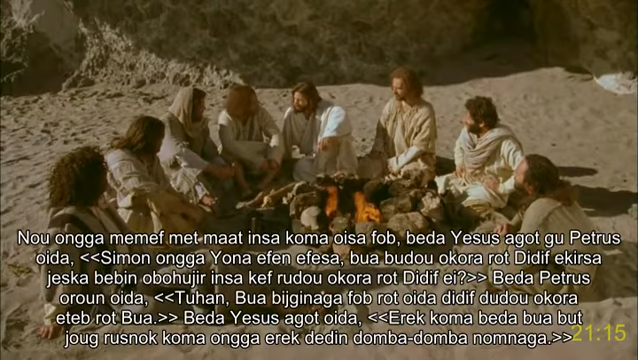 Nou ongga memef met maat insa koma oisa fob, beda Yesus agot gu Petrus
oida, <<Simon ongga Yona efen efesa, bua budou okora rot Didif ekirsa
jeska bebin obohujir insa kef rudou okora rot Didif ei?>> Beda Petrus
oroun oida, <<Tuhan, Bua bijginaga fob rot oida didif dudou okora
eteb rot Bua.>> Beda Yesus agot oida, <<Erek koma beda bua but
joug rusnok koma ongga erek dedin domba-domba nomnaga.>>
21:15